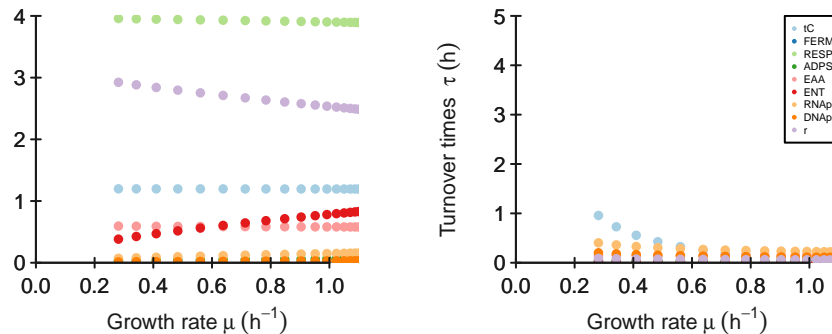 4
3
2
1
0
0.0 0.2 0.4 0.6 0.8 1.0
Growth rate μ (h⁻¹)
Turnover times τ (h)
5
4
3
2
1
0
0.0 0.2 0.4 0.6 0.8 1.0
Growth rate μ (h⁻¹)
tC
FERM
RESP
ADPS
EAA
ENT
RNAp
DNAp
r